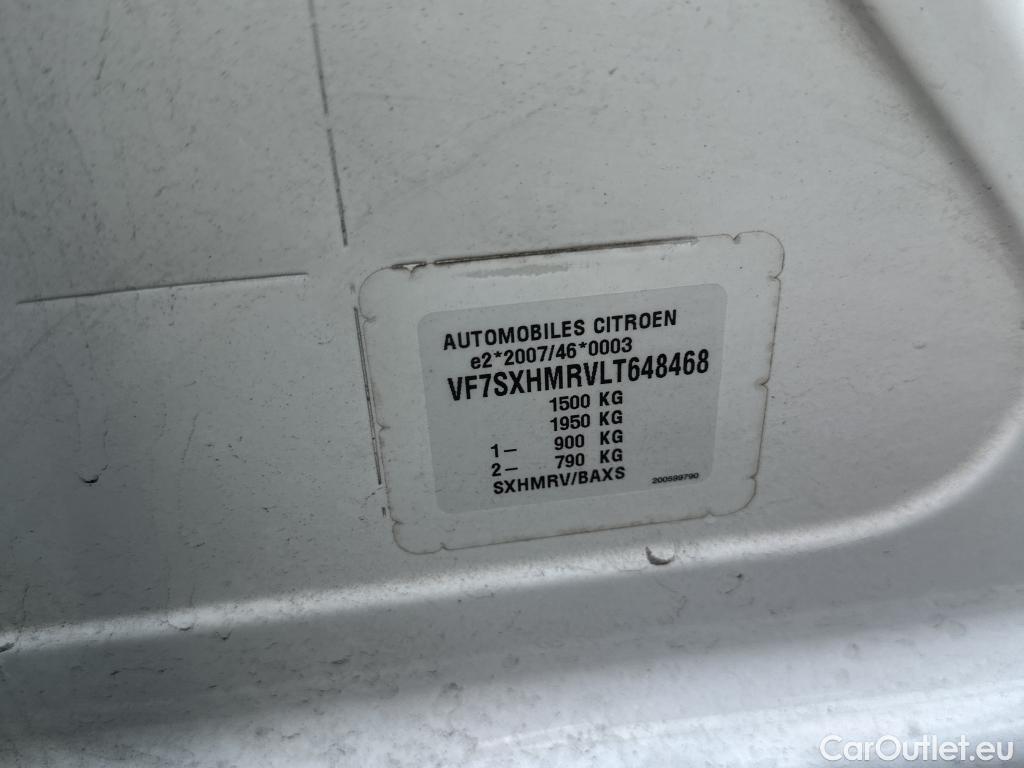 AUTOMOBILES CITROEN
e2*2007/46*0003
VF7SXHMRVLT648468
1500 KG
1950 KG
1– 900 KG
2– 790 KG
SXHMRV/BAXS 200599790
CarOutlet.eu